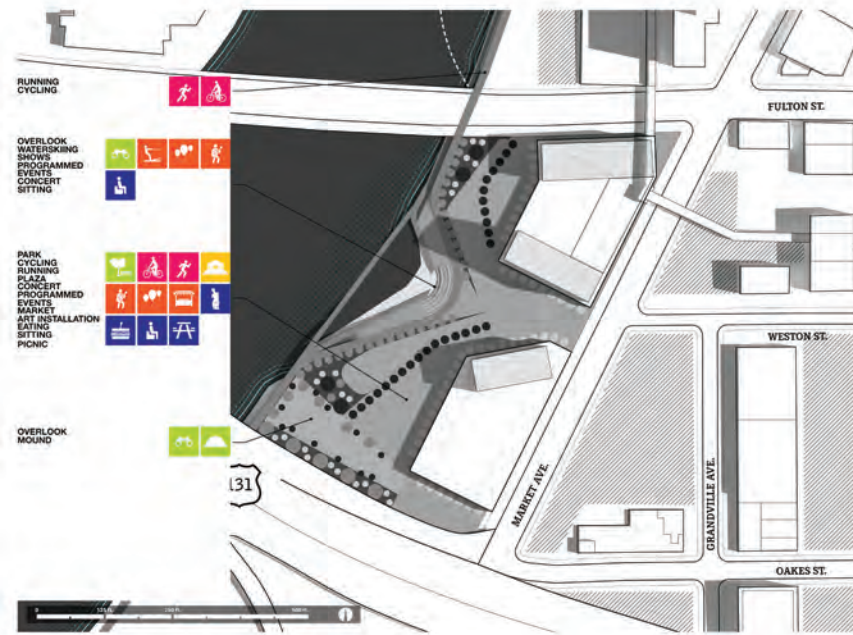 RUNNING
CYCLING
FULTON ST.
OVERLOOK
WATERSKIING
SHOWS
PROGRAMMED
EVENTS
CONCERT
SITTING
PARK
CYCLING
RUNNING
PLAZA
CONCERT
PROGRAMMED
EVENTS
MARKET
ART INSTALLATION
EATING
SITTING
PICNIC
WESTON ST.
OVERLOOK
MOUND
131
MARKET AVE.
GRANDVILLE AVE.
OAKES ST.
0